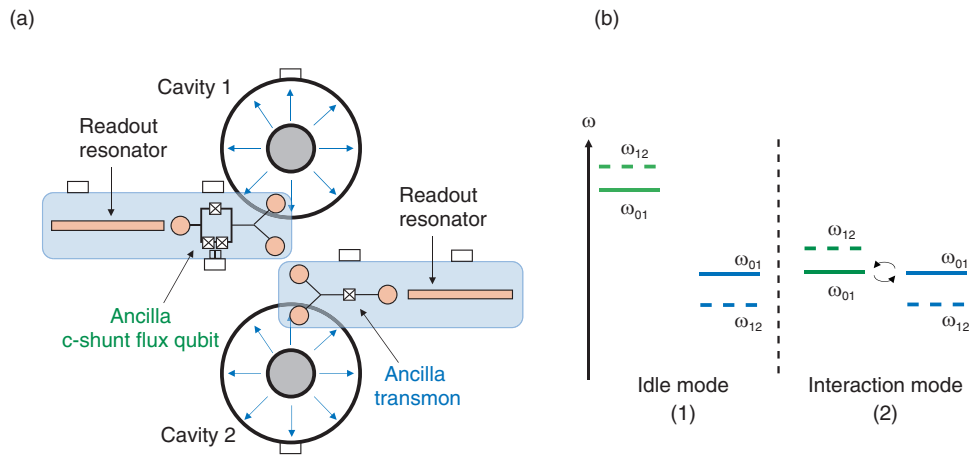 (a)
Cavity 1
Readout
resonator
Readout
resonator
Ancilla
c-shunt flux qubit
Ancilla
transmon
Cavity 2
(b)
ω
ω12
ω01
ω01
ω12
ω12
ω01
ω01
ω12
Idle mode
(1)
Interaction mode
(2)